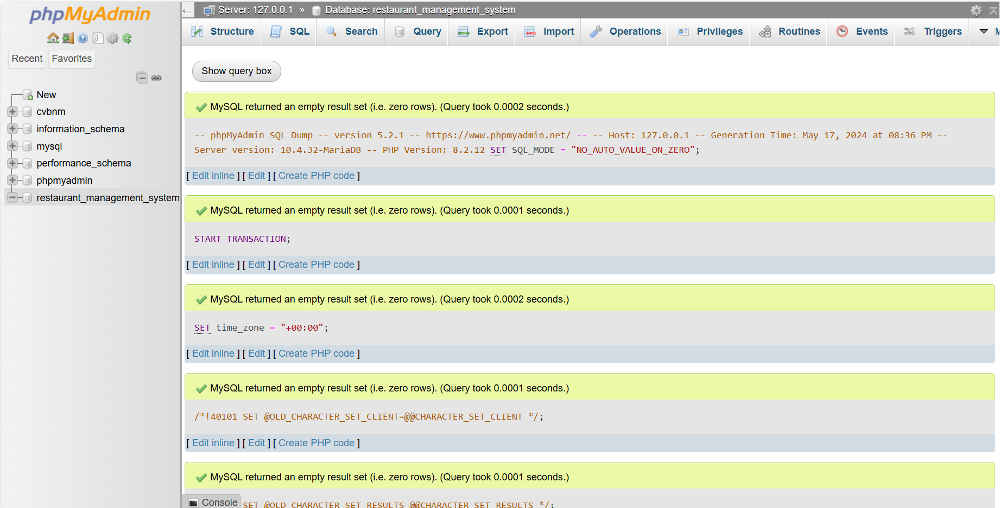 phpMyAdmin
Recent
Favorites
New
cvbnm
information_schema
mysql
performance_schema
phpmyadmin
restaurant_management_system
Server: 127.0.0.1 » Database: restaurant_management_system
Structure SQL Search Query Export Import Operations Privileges Routines Events Triggers
Show query box
MySQL returned an empty result set (i.e. zero rows). (Query took 0.0002 seconds.)
-- phpMyAdmin SQL Dump -- version 5.2.1 -- https://www.phpmyadmin.net/ -- -- Host: 127.0.0.1 -- Generation Time: May 17, 2024 at 08:36 PM --
Server version: 10.4.32-MariaDB -- PHP Version: 8.2.12 SET SQL_MODE = "NO_AUTO_VALUE_ON_ZERO";
[ Edit inline ] [ Edit ] [ Create PHP code ]
MySQL returned an empty result set (i.e. zero rows). (Query took 0.0001 seconds.)
START TRANSACTION;
[ Edit inline ] [ Edit ] [ Create PHP code ]
MySQL returned an empty result set (i.e. zero rows). (Query took 0.0002 seconds.)
SET time_zone = "+00:00";
[ Edit inline ] [ Edit ] [ Create PHP code ]
MySQL returned an empty result set (i.e. zero rows). (Query took 0.0001 seconds.)
/*!40101 SET @OLD_CHARACTER_SET_CLIENT=@@CHARACTER_SET_CLIENT */;
[ Edit inline ] [ Edit ] [ Create PHP code ]
MySQL returned an empty result set (i.e. zero rows). (Query took 0.0001 seconds.)
Console
SET @OLD_CHARACTER_SET_RESULTS=@@CHARACTER_SET_RESULTS */;